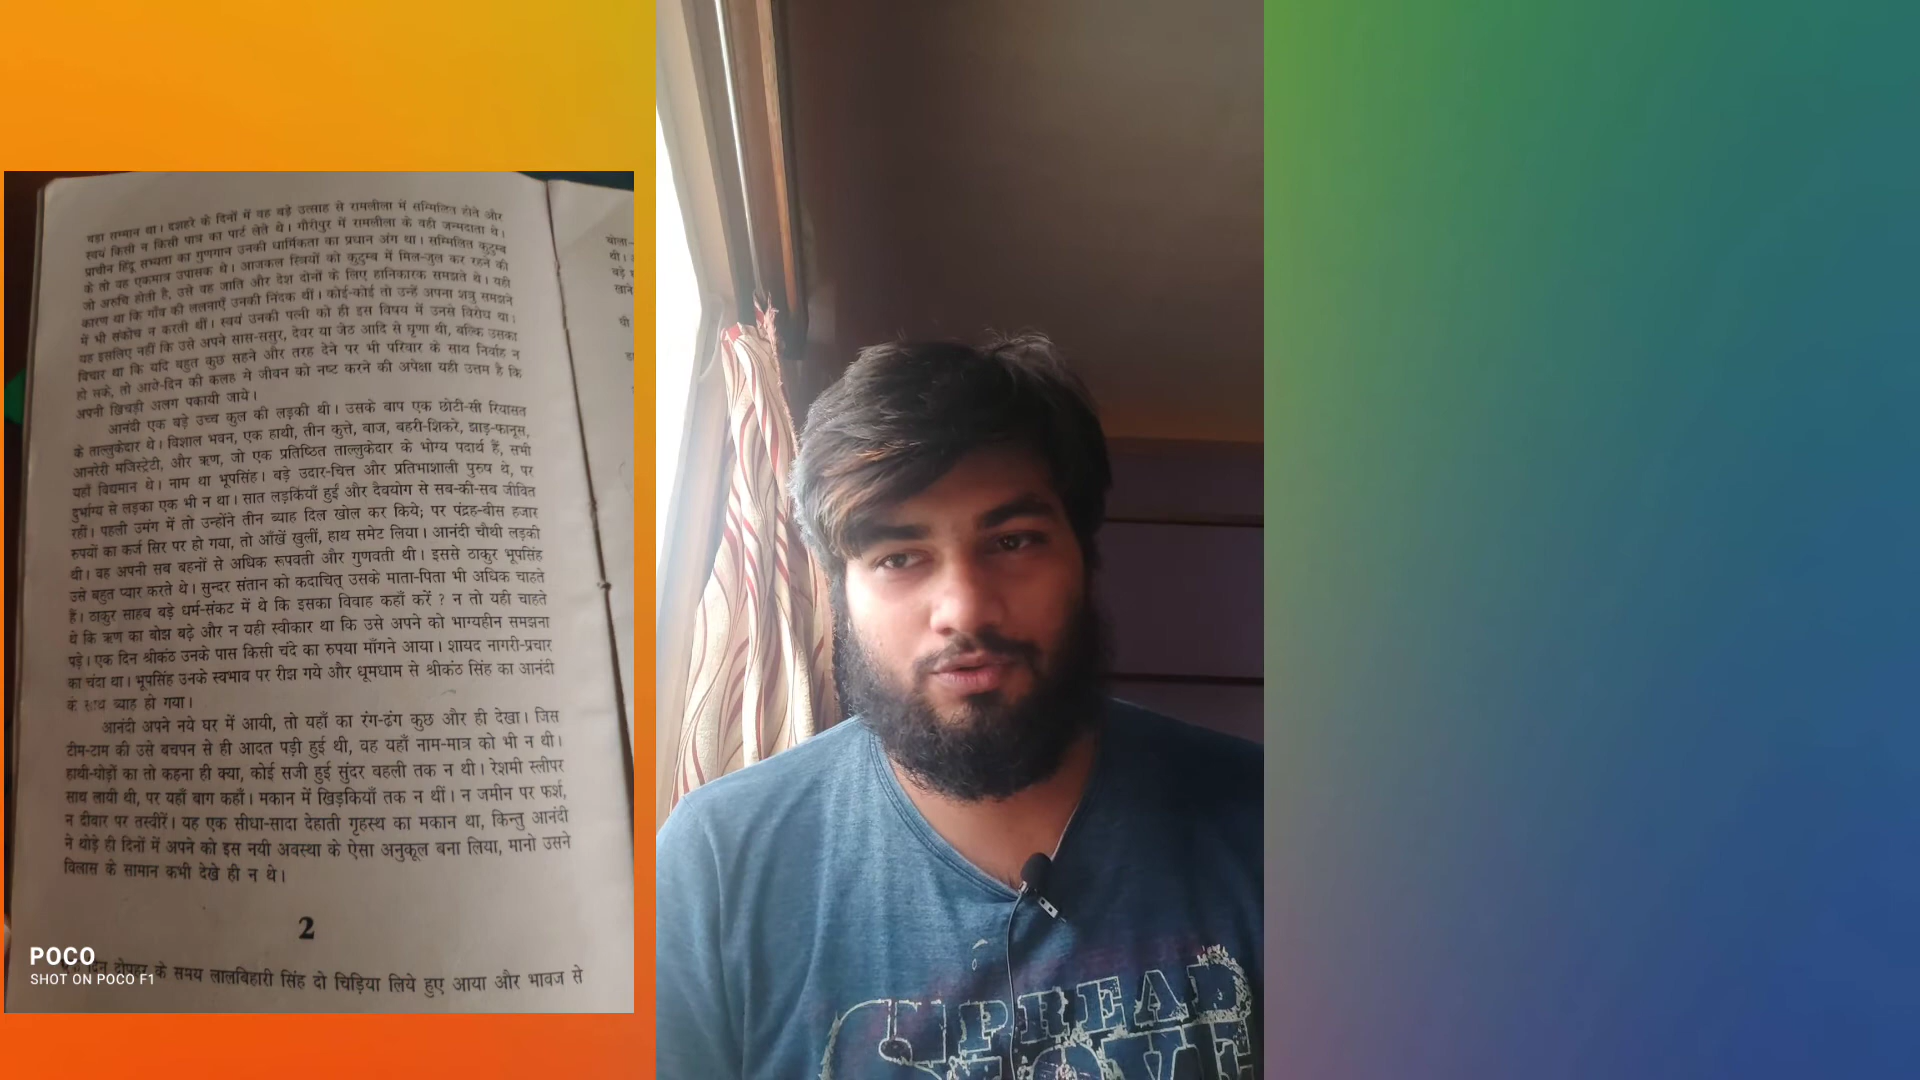 बड़ा सम्मान था। दशहरे के दिनों में वह बड़े उत्साह से रामलीला में सम्मिलित होते और
स्वयं किसी न किसी पात्र का पार्ट लेते थे। गौरीपुर में रामलीला के वही जन्मदाता थे।
प्राचीन हिंदू सभ्यता का गुणगान उनकी धार्मिकता का प्रधान अंग था। सम्मिलित कुटुम्ब
के तो वह एकमात्र उपासक थे। आजकल स्त्रियों को कुटुम्ब में मिल-जुल कर रहने की
जो अरुचि होती है, उसे वह जाति और देश दोनों के लिए हानिकारक समझते थे। यही
कारण था कि गाँव की ललनाएँ उनकी निंदक थीं। कोई-कोई तो उन्हें अपना शत्रु समझने
में भी संकोच न करती थीं। स्वयं उनकी पत्नी को ही इस विषय में उनसे विरोध था।
यह इसलिए नहीं कि उसे अपने सास-ससुर, देवर या जेठ आदि से घृणा थी, बल्कि उसका
विचार था कि यदि बहुत कुछ सहने और तरह देने पर भी परिवार के साथ निर्वाह न
हो सके, तो आये-दिन की कलह से जीवन को नष्ट करने की अपेक्षा यही उत्तम है कि
अपनी खिचड़ी अलग पकायी जाये।
आनंदी एक बड़े उच्च कुल की लड़की थी। उसके बाप एक छोटी-सी रियासत
के ताल्लुकेदार थे। विशाल भवन, एक हाथी, तीन कुत्ते, बाज, बहरी-शिकरे, झाड़-फानूस,
आनरेरी मजिस्ट्रेटी, और ऋण, जो एक प्रतिष्ठित ताल्लुकेदार के भोग्य पदार्थ हैं, सभी
यहाँ विद्यमान थे। नाम था भूपसिंह। बड़े उदार-चित्त और प्रतिभाशाली पुरुष थे, पर
दुर्भाग्य से लड़का एक भी न था। सात लड़कियाँ हुईं और दैवयोग से सब-की-सब जीवित
रहीं। पहली उमंग में तो उन्होंने तीन ब्याह दिल खोल कर किये; पर पंद्रह-बीस हजार
रुपयों का कर्ज सिर पर हो गया, तो आँखें खुलीं, हाथ समेट लिया। आनंदी चौथी लड़की
थी। वह अपनी सब बहनों से अधिक रूपवती और गुणवती थी। इससे ठाकुर भूपसिंह
उसे बहुत प्यार करते थे। सुन्दर संतान को कदाचित् उसके माता-पिता भी अधिक चाहते
हैं। ठाकुर साहब बड़े धर्म-संकट में थे कि इसका विवाह कहाँ करें ? न तो यही चाहते
थे कि ऋण का बोझ बढ़े और न यही स्वीकार था कि उसे अपने को भाग्यहीन समझना
पड़े। एक दिन श्रीकंठ उनके पास किसी चंदे का रुपया माँगने आया। शायद नागरी-प्रचार
का चंदा था। भूपसिंह उनके स्वभाव पर रीझ गये और धूमधाम से श्रीकंठ सिंह का आनंदी
के साथ ब्याह हो गया।
आनंदी अपने नये घर में आयी, तो यहाँ का रंग-ढंग कुछ और ही देखा। जिस
टीम-टाम की उसे बचपन से ही आदत पड़ी हुई थी, वह यहाँ नाम-मात्र को भी न थी।
हाथी-घोड़ों का तो कहना ही क्या, कोई सजी हुई सुंदर बहली तक न थी। रेशमी स्लीपर
साथ लायी थी, पर यहाँ बाग कहाँ। मकान में खिड़कियाँ तक न थीं। न जमीन पर फर्श,
न दीवार पर तस्वीरें। यह एक सीधा-सादा देहाती गृहस्थ का मकान था, किन्तु आनंदी
ने थोड़े ही दिनों में अपने को इस नयी अवस्था के ऐसा अनुकूल बना लिया, मानो उसने
विलास के सामान कभी देखे ही न थे।
2
दिन दोपहर के समय लालबिहारी सिंह दो चिड़िया लिये हुए आया और भावज से
POCO
SHOT ON POCO F1
SPREAD
LOVE